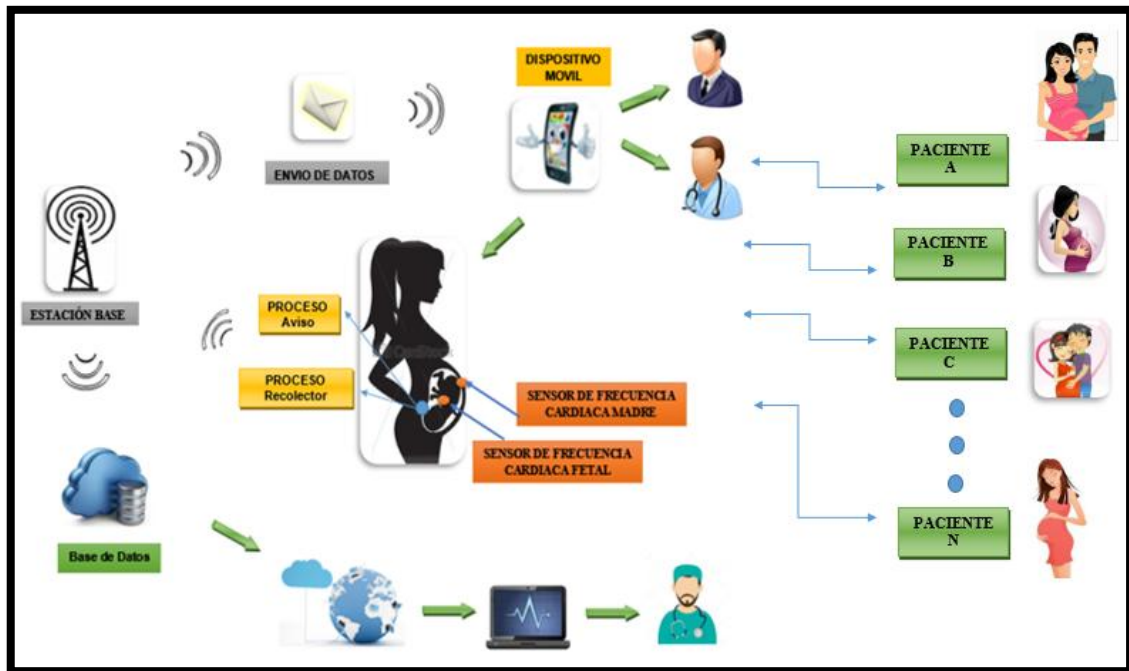 DISPOSITIVO
MOVIL
ENVIO DE DATOS
ESTACIÓN BASE
PROCESO
Aviso
PROCESO
Recolector
SENSOR DE FRECUENCIA
CARDIACA MADRE
SENSOR DE FRECUENCIA
CARDIACA FETAL
Base de Datos
PACIENTE
A
PACIENTE
B
PACIENTE
C
PACIENTE
N